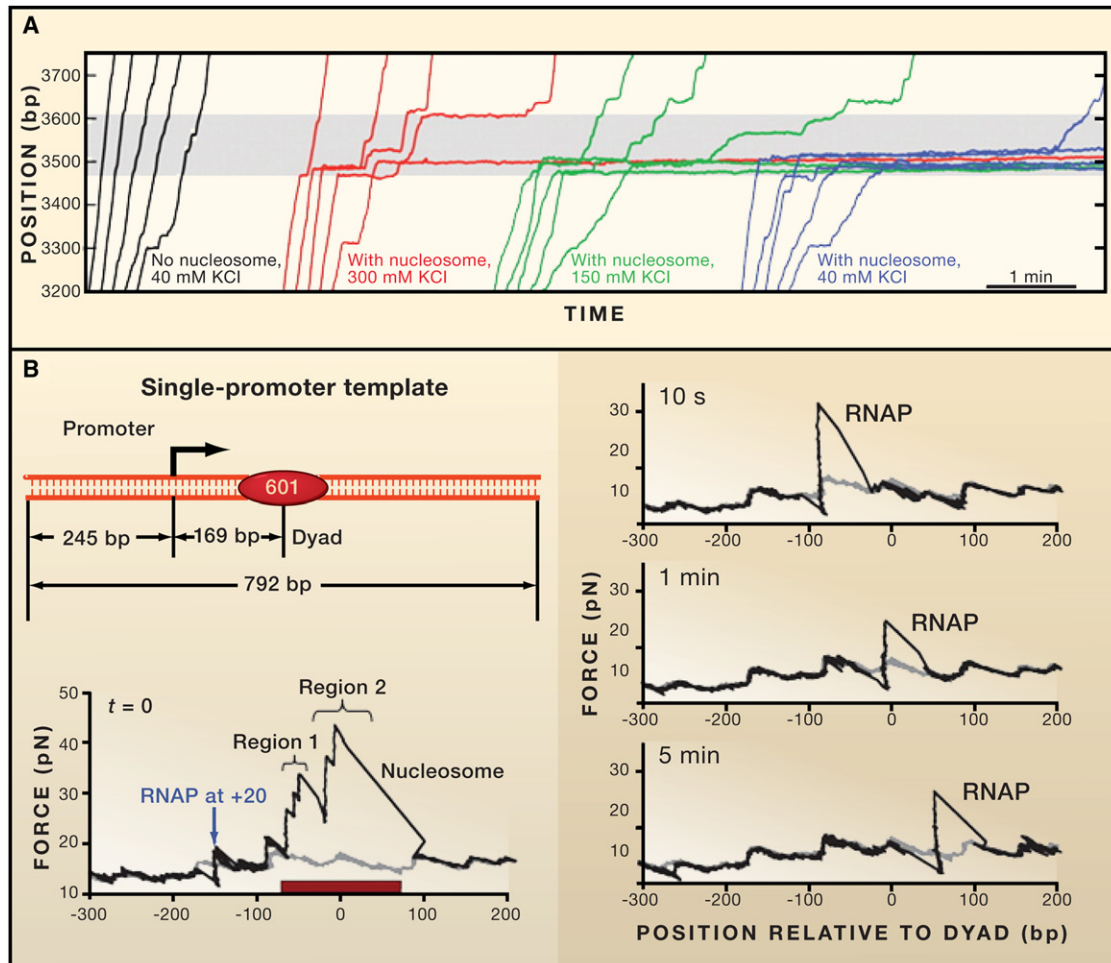 A
POSITION (bp)
3700
3600
3500
3400
3300
3200
No nucleosome,
40 mM KCl
With nucleosome,
300 mM KCl
With nucleosome,
150 mM KCl
With nucleosome,
40 mM KCl
1 min
TIME
B
Single-promoter template
Promoter
601
245 bp
169 bp
Dyad
792 bp
FORCE (pN)
50
40
30
20
10
t = 0
RNAP at +20
Region 1
Region 2
Nucleosome
-300 -200 -100 0 100 200
10 s
RNAP
30
20
10
-300 -200 -100 0 100 200
1 min
RNAP
FORCE (pN)
30
20
10
-300 -200 -100 0 100 200
5 min
RNAP
30
20
10
-300 -200 -100 0 100 200
POSITION RELATIVE TO DYAD (bp)